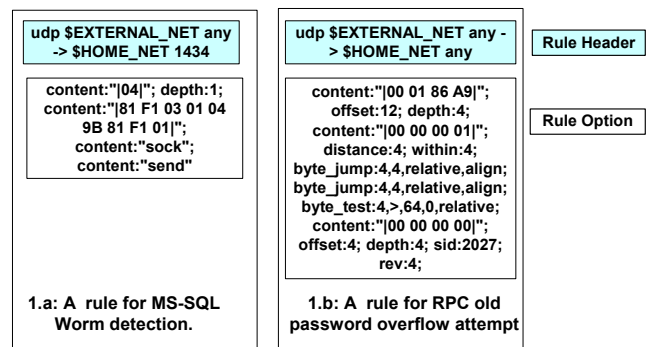 udp $EXTERNAL_NET any
-> $HOME_NET 1434
content:"|04|"; depth:1;
content:"|81 F1 03 01 04
9B 81 F1 01|";
content:"sock";
content:"send"
1.a: A rule for MS-SQL
Worm detection.
udp $EXTERNAL_NET any -
> $HOME_NET any
content:"|00 01 86 A9|";
offset:12; depth:4;
content:"|00 00 00 01|";
distance:4; within:4;
byte_jump:4,4,relative,align;
byte_jump:4,4,relative,align;
byte_test:4,>,64,0,relative;
content:"|00 00 00 00|";
offset:4; depth:4; sid:2027;
rev:4;
1.b: A rule for RPC old
password overflow attempt
Rule Header
Rule Option